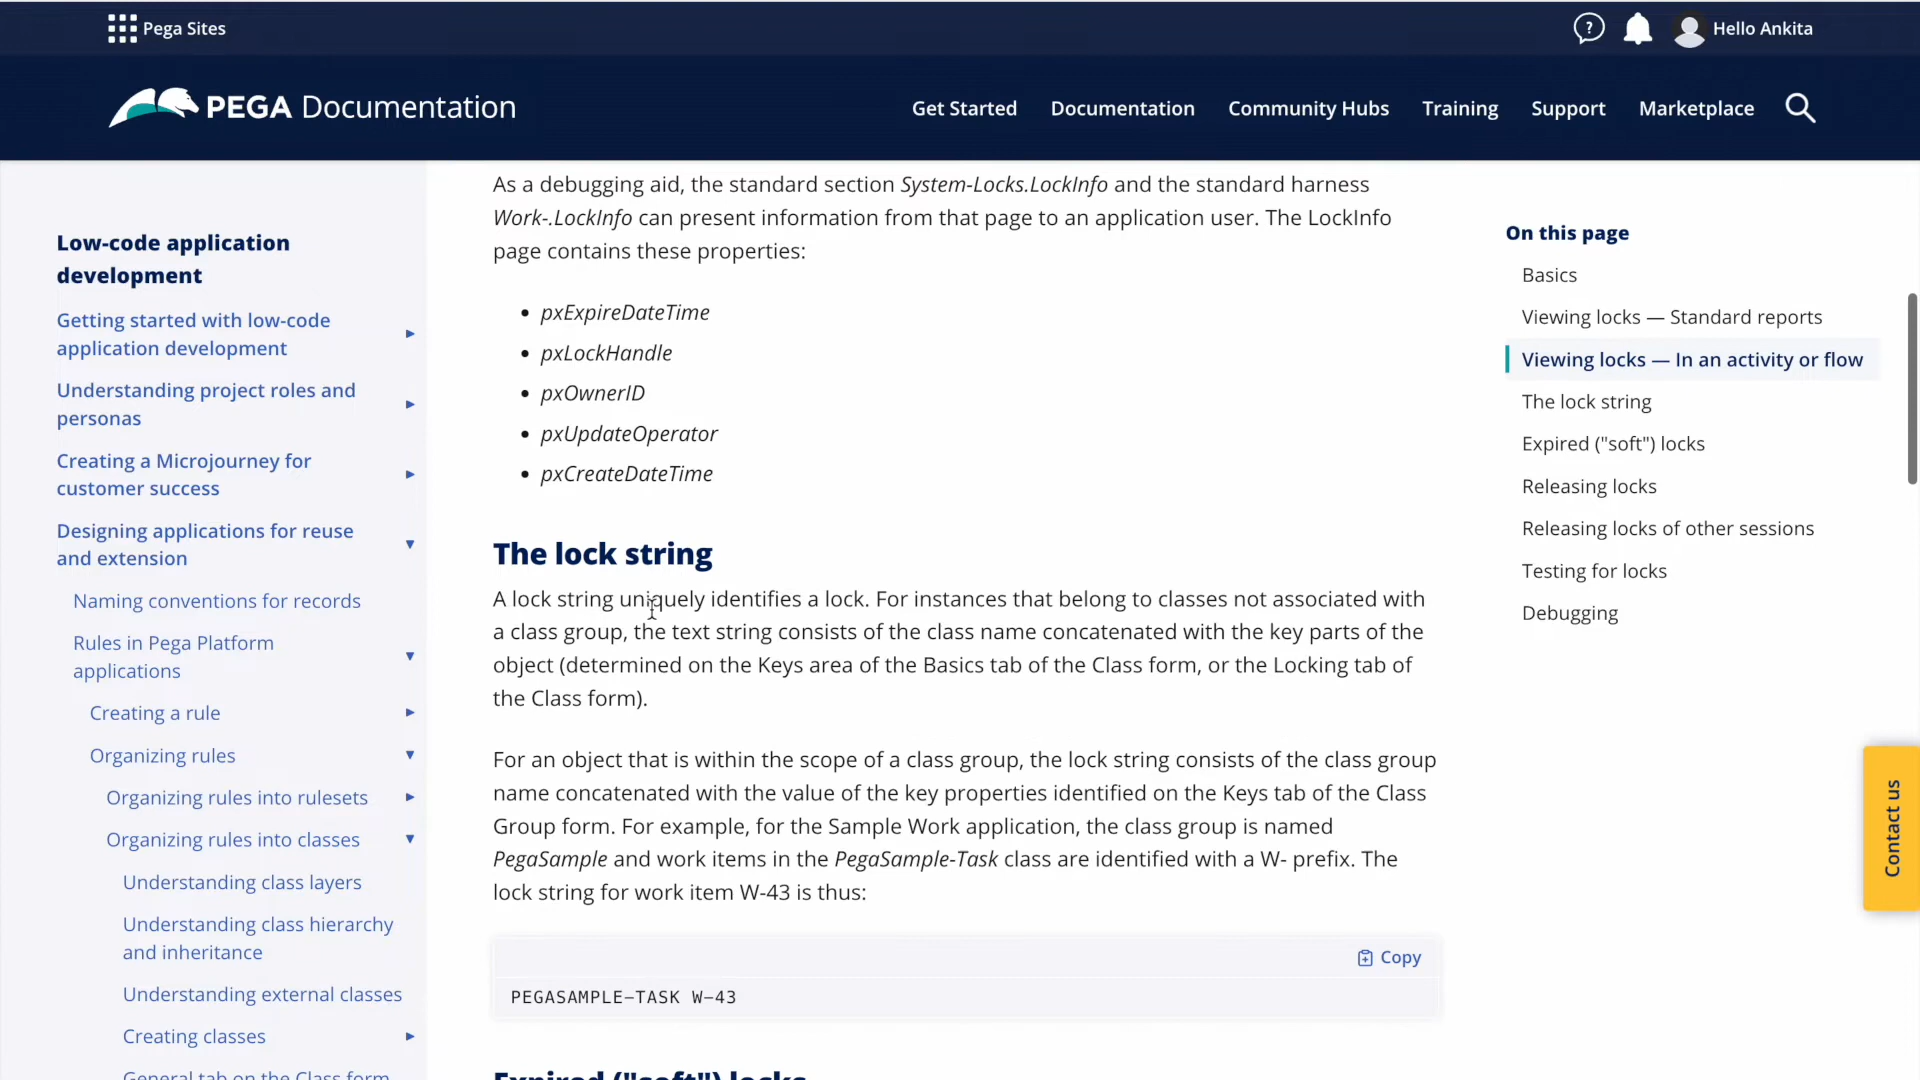 Pega Sites
Hello Ankita
PEGA Documentation
Get Started
Documentation
Community Hubs
Training
Support
Marketplace
Low-code application
development
Getting started with low-code
application development
Understanding project roles and
personas
Creating a Microjourney for
customer success
Designing applications for reuse
and extension
Naming conventions for records
Rules in Pega Platform
applications
Creating a rule
Organizing rules
Organizing rules into rulesets
Organizing rules into classes
Understanding class layers
Understanding class hierarchy
and inheritance
Understanding external classes
Creating classes
General tab on the Class form
As a debugging aid, the standard section System-Locks.LockInfo and the standard harness
Work-.LockInfo can present information from that page to an application user. The LockInfo
page contains these properties:
• pxExpireDateTime
• pxLockHandle
• pxOwnerID
• pxUpdateOperator
• pxCreateDateTime
The lock string
A lock string uniquely identifies a lock. For instances that belong to classes not associated with
a class group, the text string consists of the class name concatenated with the key parts of the
object (determined on the Keys area of the Basics tab of the Class form, or the Locking tab of
the Class form).
For an object that is within the scope of a class group, the lock string consists of the class group
name concatenated with the value of the key properties identified on the Keys tab of the Class
Group form. For example, for the Sample Work application, the class group is named
PegaSample and work items in the PegaSample-Task class are identified with a W- prefix. The
lock string for work item W-43 is thus:
Copy
PEGASAMPLE-TASK W-43
Expired ("soft") locks
On this page
Basics
Viewing locks — Standard reports
Viewing locks — In an activity or flow
The lock string
Expired ("soft") locks
Releasing locks
Releasing locks of other sessions
Testing for locks
Debugging
Contact us